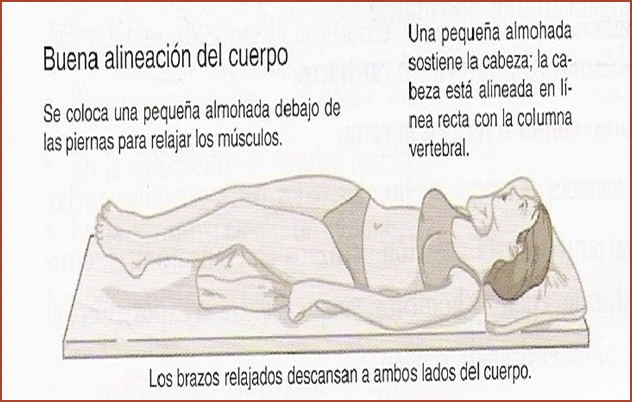 Buena alineación del cuerpo
Se coloca una pequeña almohada debajo de
las piernas para relajar los músculos.
Una pequeña almohada
sostiene la cabeza; la ca-
beza está alineada en lí-
nea recta con la columna
vertebral.
Los brazos relajados descansan a ambos lados del cuerpo.